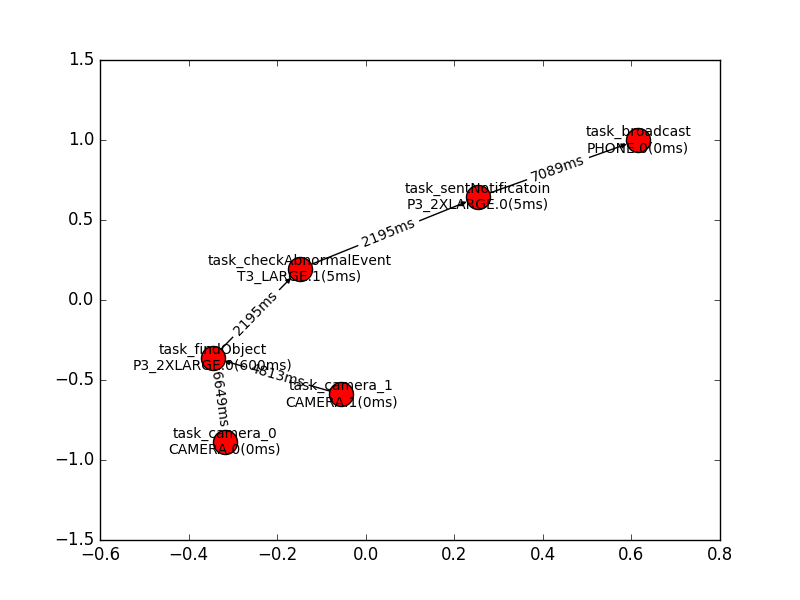 1.5
1.0
0.5
0.0
−0.5
−1.0
−1.5
−0.6
−0.4
−0.2
0.0
0.2
0.4
0.6
0.8
task_broadcast
PHONE.0(0ms)
7089ms
task_sentNotificatoin
P3_2XLARGE.0(5ms)
2195ms
task_checkAbnormalEvent
T3_LARGE.1(5ms)
2195ms
task_findObject
P3_2XLARGE.0(600ms)
4813ms
task_camera_1
CAMERA.1(0ms)
6649ms
task_camera_0
CAMERA.0(0ms)